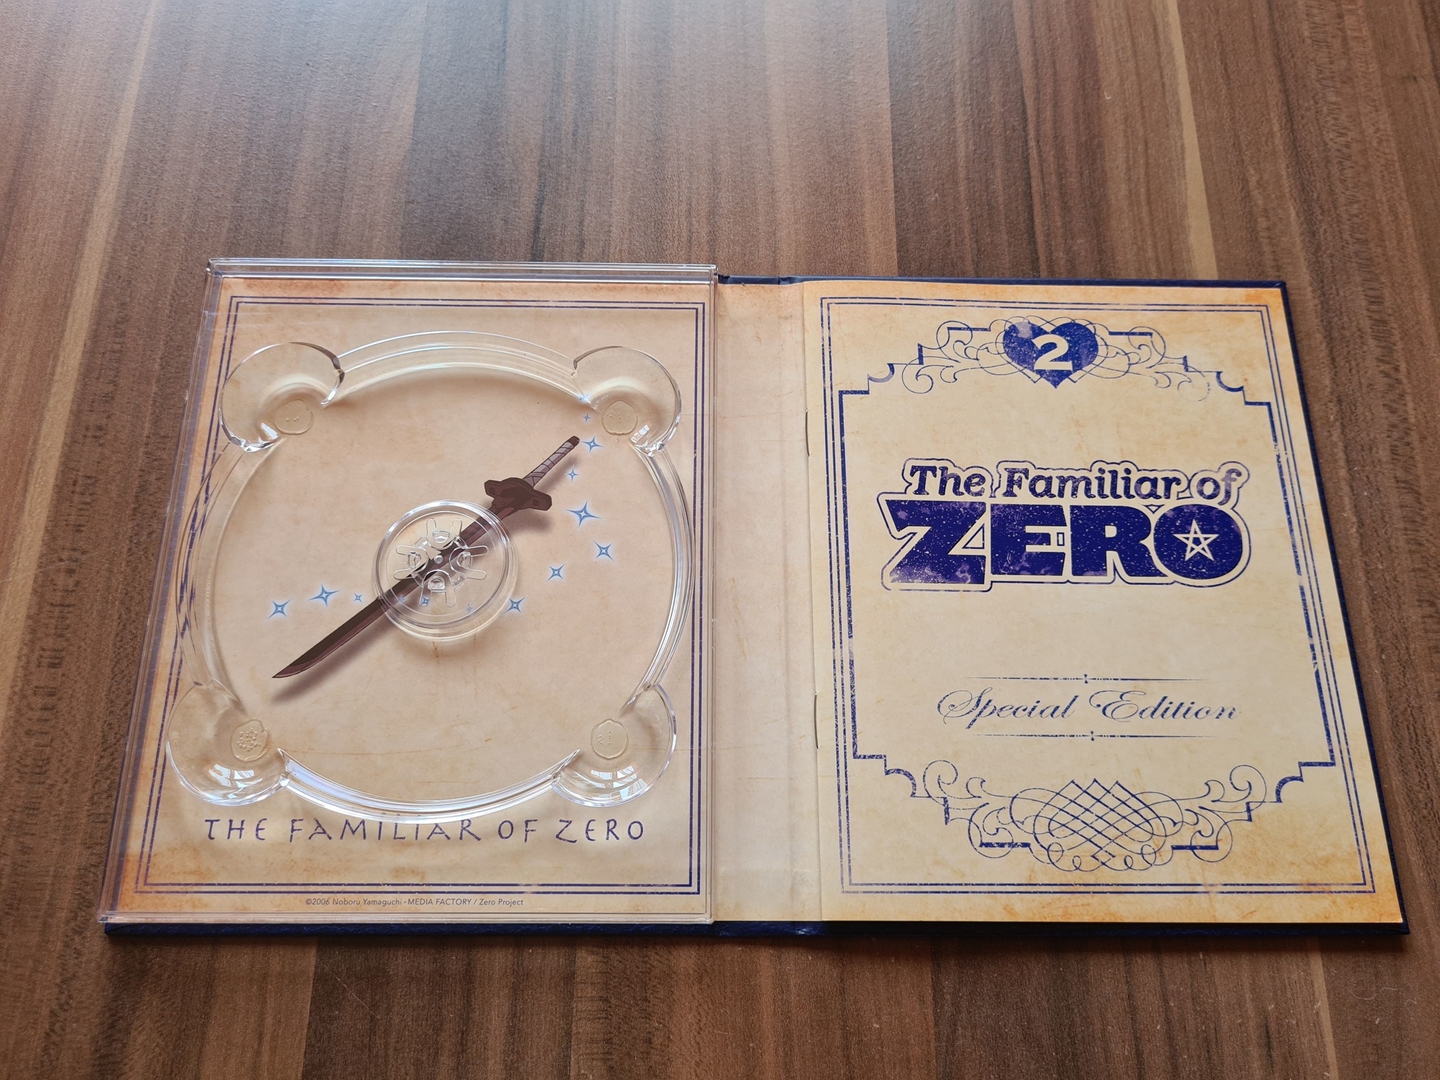 THE FAMILIAR OF ZERO
©2006 Noboru Yamaguchi - MEDIA FACTORY / Zero Project
2
The Familiar of
ZERO
Special Edition